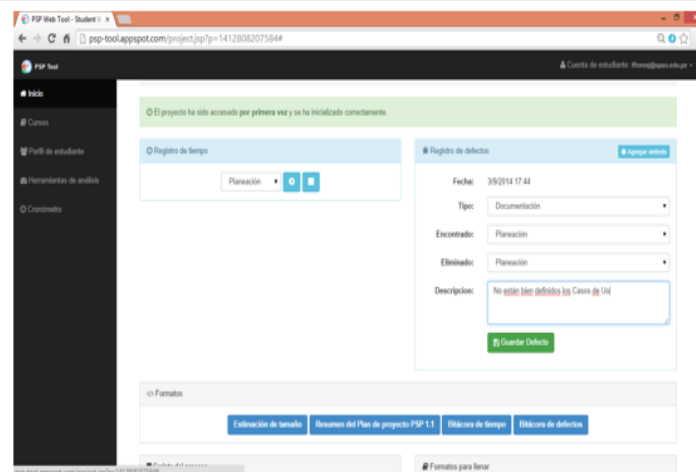 PSP Web Tool - Student
psp-tool.appspot.com/project.jsp?p=1412808207584#
PSP Tool
Cuenta de estudiante:
Inicio
Cursos
Perfil de estudiante
Herramientas de análisis
Cronómetro
El proyecto ha sido accesado por primera vez y se ha inicializado correctamente.
Registro de tiempo
Planeación
Registro de defectos
Agregar defecto
Fecha: 3/9/2014 17:44
Tipo: Documentación
Encontrado: Planeación
Eliminado: Planeación
Descripcion: No están bien definidos los Casos de Us
Guardar Defecto
Formatos
Estimación de tamaño
Resumen del Plan de proyecto PSP 1.1
Bitácora de tiempo
Bitácora de defectos
Formatos para llenar